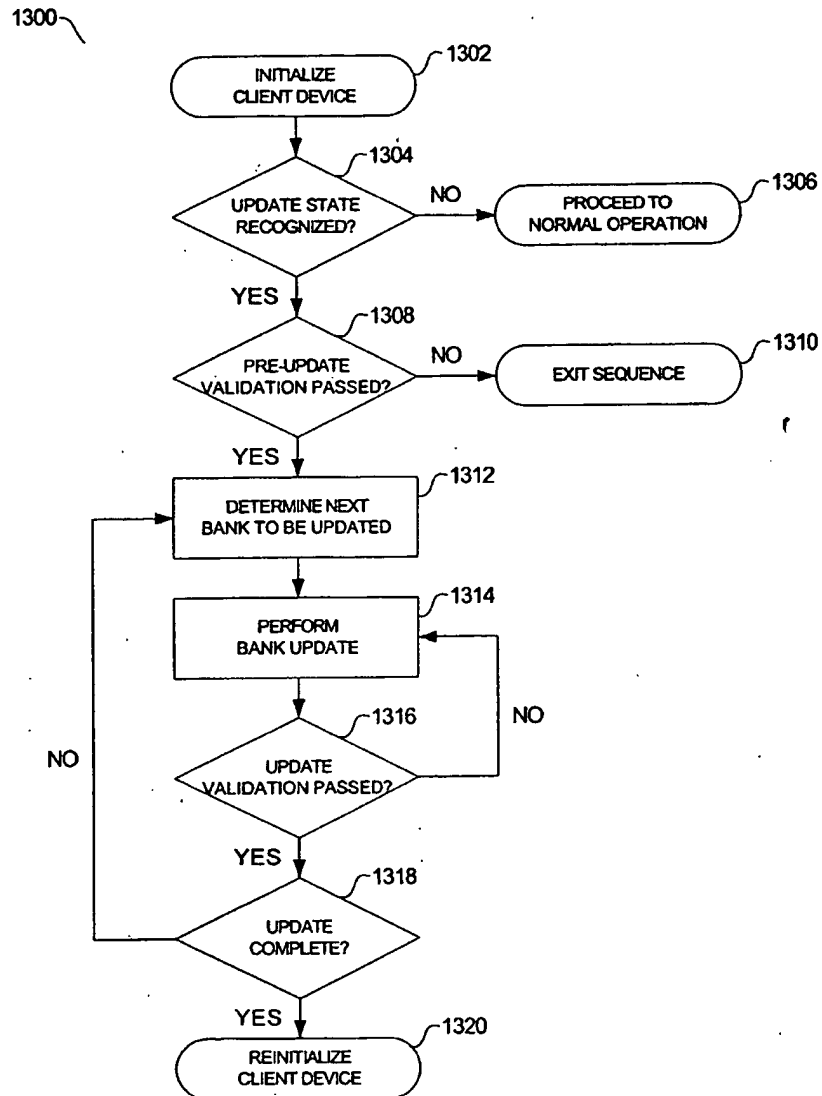 1300
1302
INITIALIZE
CLIENT DEVICE
1304
UPDATE STATE
RECOGNIZED?
NO
1306
PROCEED TO
NORMAL OPERATION
YES
1308
PRE-UPDATE
VALIDATION PASSED?
NO
1310
EXIT SEQUENCE
YES
1312
DETERMINE NEXT
BANK TO BE UPDATED
1314
PERFORM
BANK UPDATE
1316
UPDATE
VALIDATION PASSED?
NO
NO
YES
1318
UPDATE
COMPLETE?
YES
1320
REINITIALIZE
CLIENT DEVICE